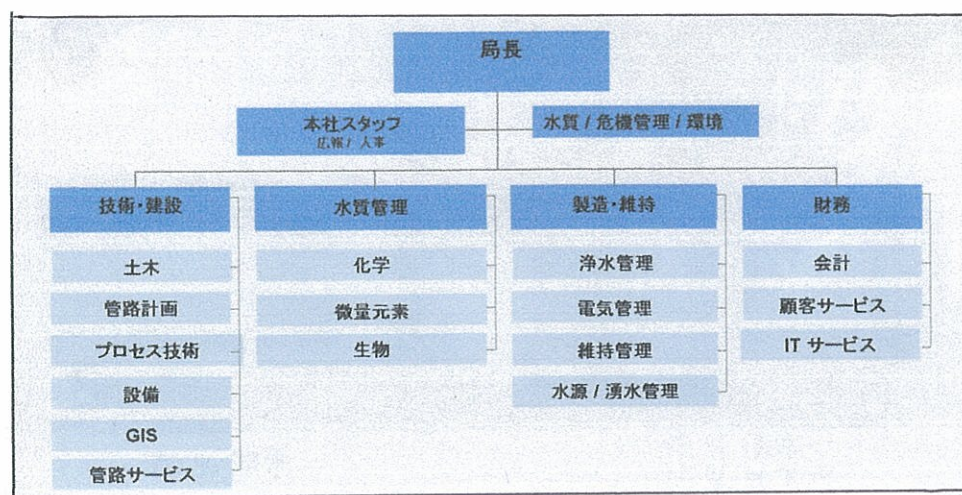 局長
本社スタッフ
広報 / 人事
水質 / 危機管理 / 環境
技術・建設
土木
管路計画
プロセス技術
設備
GIS
管路サービス
水質管理
化学
微量元素
生物
製造・維持
浄水管理
電気管理
維持管理
水源 / 湧水管理
財務
会計
顧客サービス
IT サービス